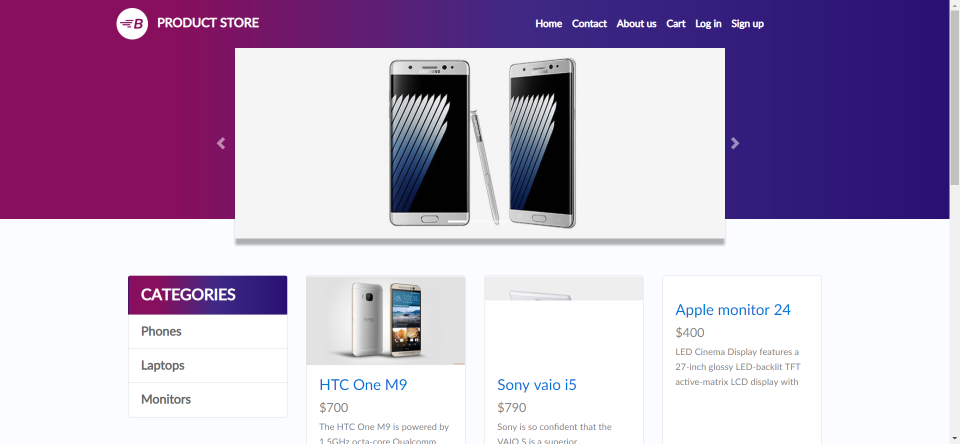 B PRODUCT STORE
Home Contact About us Cart Log in Sign up
CATEGORIES
Phones
Laptops
Monitors
HTC One M9
$700
The HTC One M9 is powered by
1.5GHz octa-core Qualcomm
Sony vaio i5
$790
Sony is so confident that the
VAIO S is a superior
Apple monitor 24
$400
LED Cinema Display features a
27-inch glossy LED-backlit TFT
active-matrix LCD display with